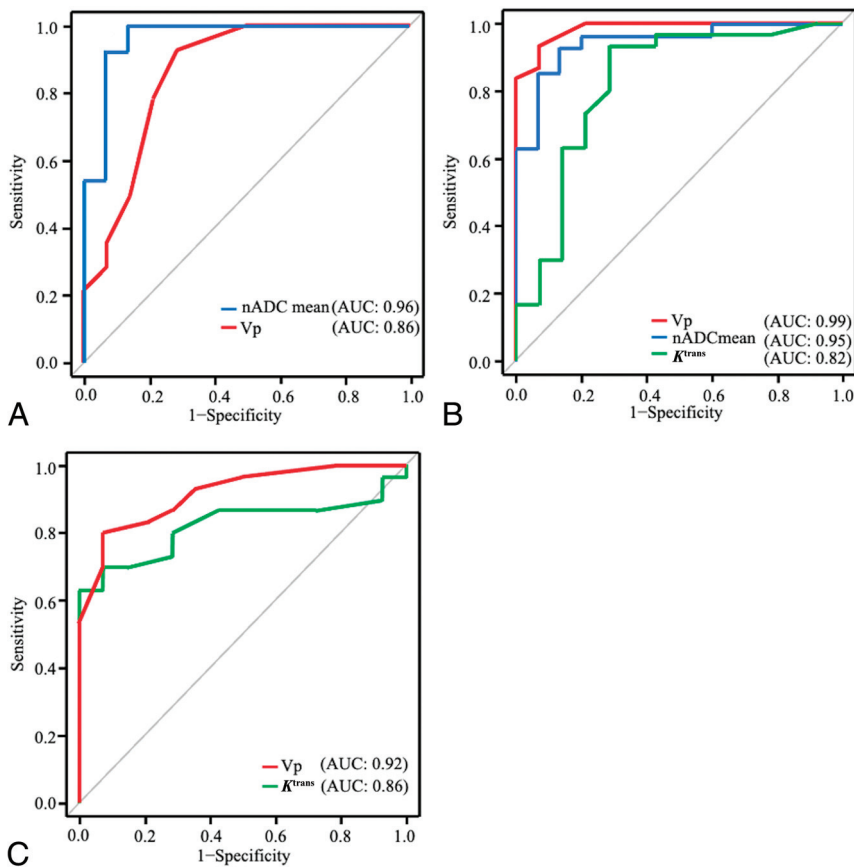 1.0
0.8
0.6
0.4
0.2
0.0
Sensitivity
nADC mean (AUC: 0.96)
Vp (AUC: 0.86)
0.0 0.2 0.4 0.6 0.8 1.0
1−Specificity
A
1.0
0.8
0.6
0.4
0.2
0.0
Sensitivity
Vp (AUC: 0.99)
nADCmean (AUC: 0.95)
Ktrans (AUC: 0.82)
0.0 0.2 0.4 0.6 0.8 1.0
1−Specificity
B
1.0
0.8
0.6
0.4
0.2
0.0
Sensitivity
Vp (AUC: 0.92)
Ktrans (AUC: 0.86)
0.0 0.2 0.4 0.6 0.8 1.0
1−Specificity
C